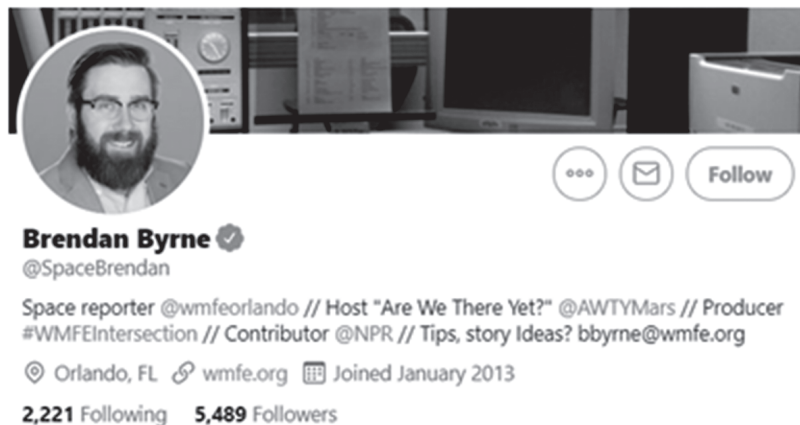 Follow
Brendan Byrne
@SpaceBrendan
Space reporter @wmfeorlando // Host "Are We There Yet?" @AWTYMars // Producer
#WMFEIntersection // Contributor @NPR // Tips, story Ideas? bbyrne@wmfe.org
Orlando, FL wmfe.org Joined January 2013
2,221 Following 5,489 Followers